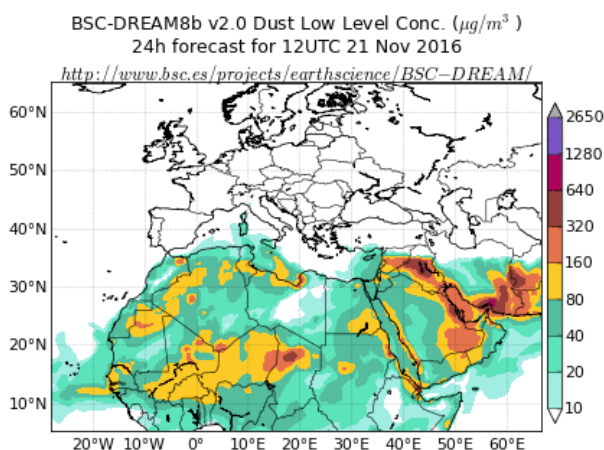 BSC-DREAM8b v2.0 Dust Low Level Conc. (μg/m³ )
24h forecast for 12UTC 21 Nov 2016
http://www.bsc.es/projects/earthscience/BSC−DREAM/
60°N
50°N
40°N
30°N
20°N
10°N
20°W 10°W 0° 10°E 20°E 30°E 40°E 50°E 60°E
2650
1280
640
320
160
80
40
20
10